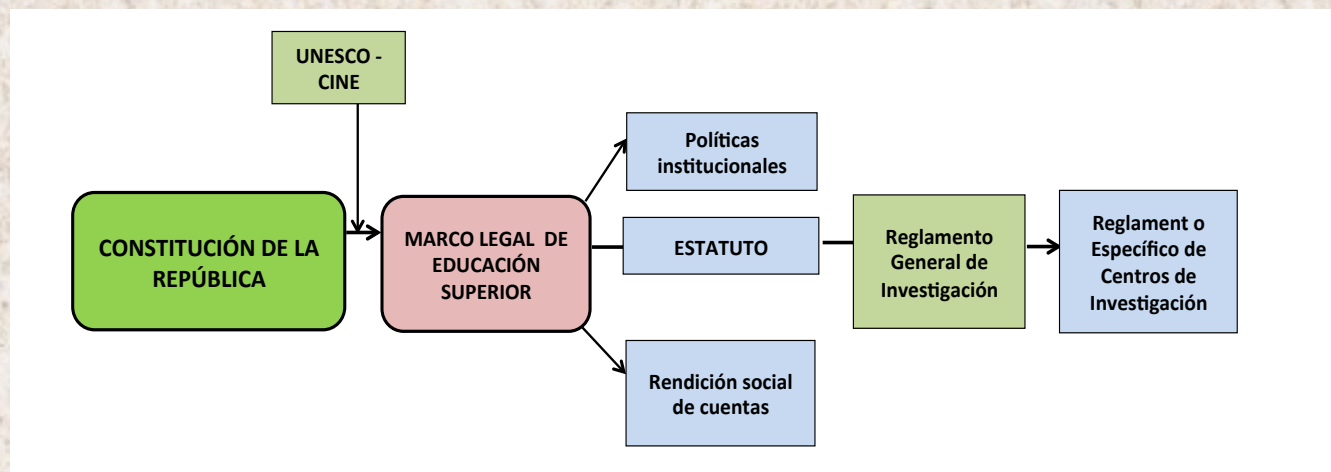 UNESCO -
CINE
CONSTITUCIÓN DE LA
REPÚBLICA
MARCO LEGAL DE
EDUCACIÓN
SUPERIOR
Políticas
institucionales
ESTATUTO
Rendición social
de cuentas
Reglamento
General de
Investigación
Reglament o
Específico de
Centros de
Investigación